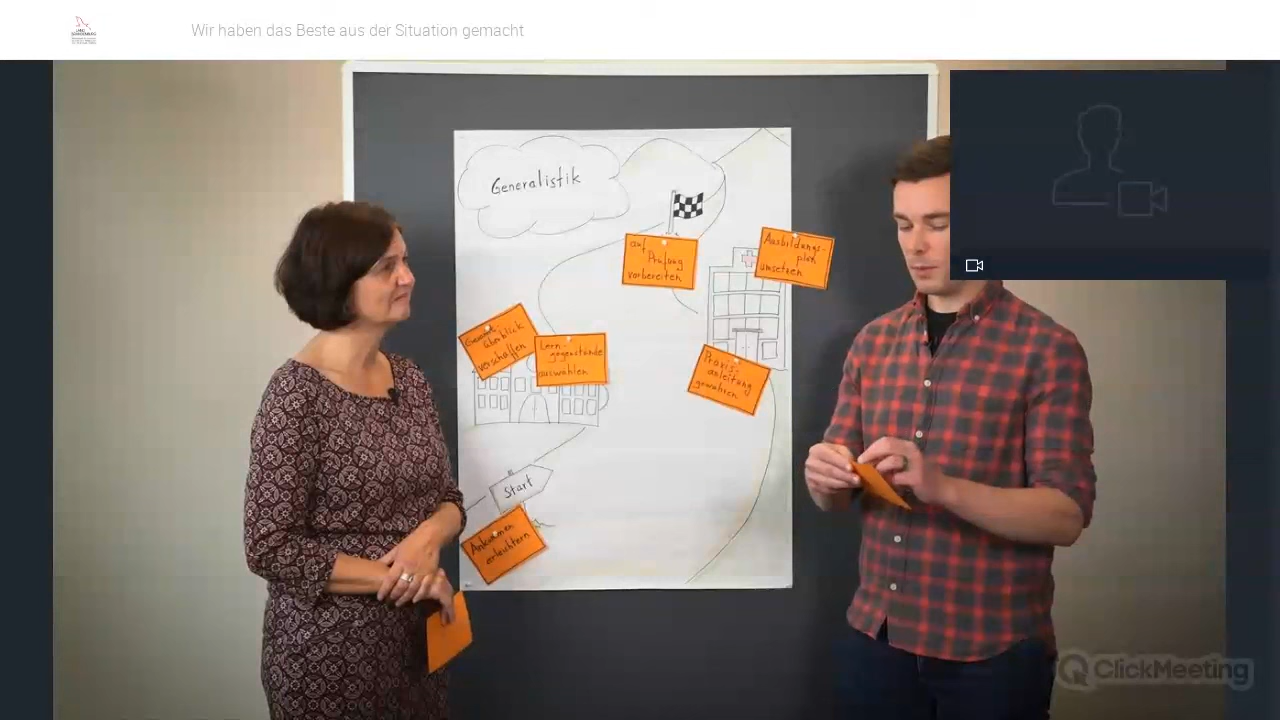 Wir haben das Beste aus der Situation gemacht
Generalistik
auf
Prüfung
vorbereiten
Ausbildungs-
plan
umsetzen
überblick
verschaffen
Lern-
gegenstände
auswählen
Praxis-
anleitung
gewähren
Start
Ankommen
erleichtern
ClickMeeting